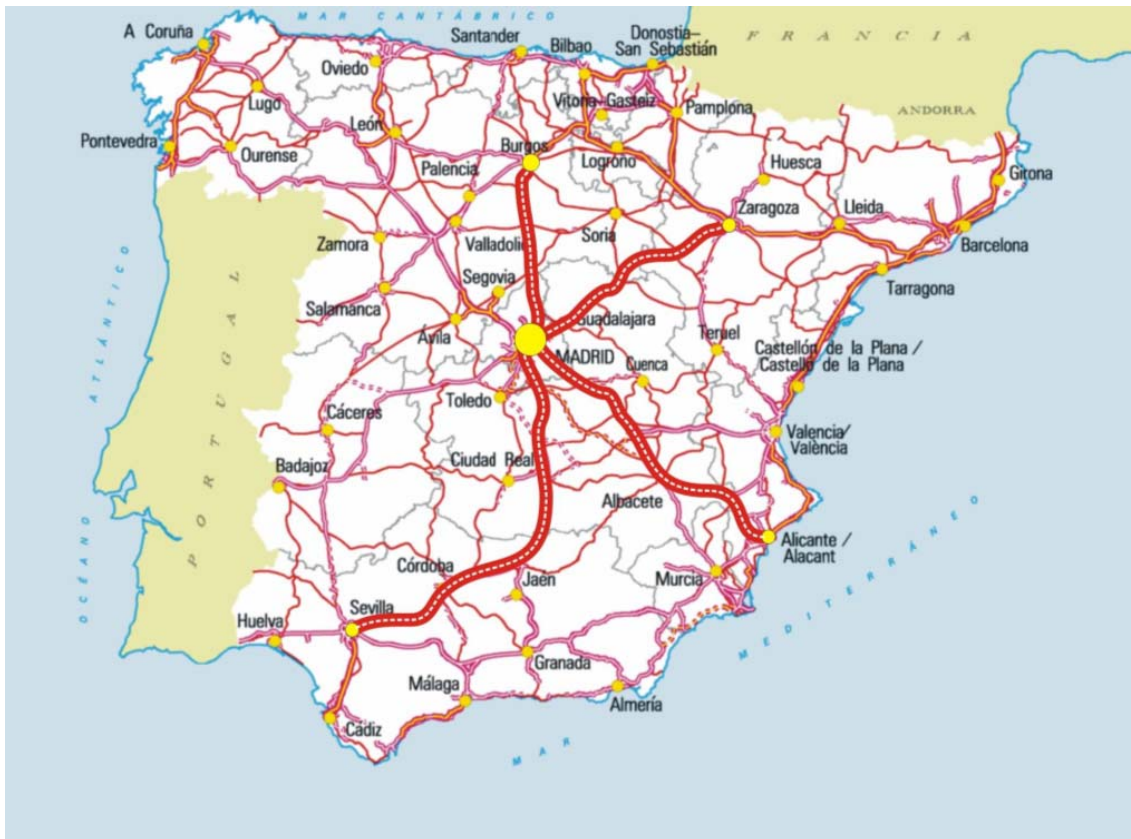 MAR CANTÁBRICO
A Coruña
Santander
Donostia-
San Sebastián
FRANCIA
Oviedo
Bilbao
Lugo
Vitoria-Gasteiz
Pamplona
ANDORRA
León
Pontevedra
Ourense
Burgos
Logroño
Palencia
Huesca
Girona
Zaragoza
Lleida
Zamora
Valladolid
Soria
Barcelona
Segovia
Tarragona
Salamanca
Ávila
Guadalajara
Teruel
MADRID
Cuenca
Castellón de la Plana /
Castello de la Plana
Toledo
Cáceres
Valencia/
València
Badajoz
Ciudad Real
Albacete
Alicante /
Alacant
Córdoba
Jaén
Murcia
Huelva
Sevilla
Granada
Málaga
Almería
Cádiz
PORTUGAL
OCÉANO ATLÁNTICO
MAR MEDITERRÁNEO